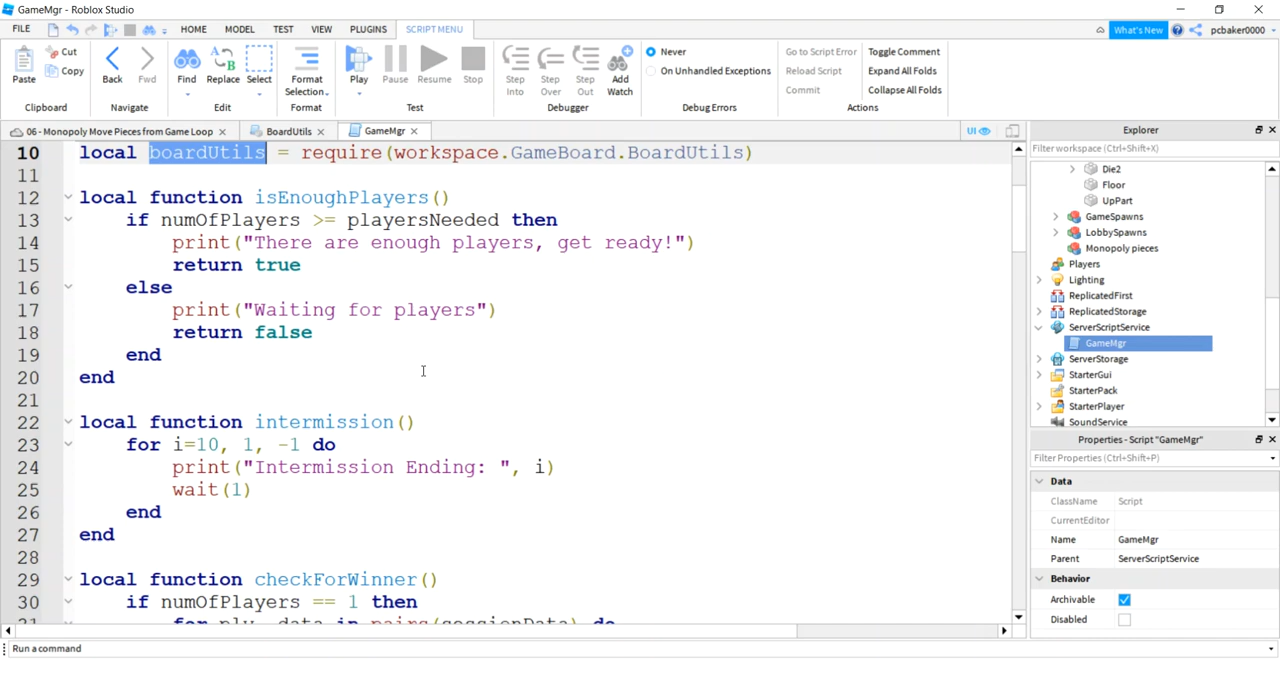 GameMgr - Roblox Studio
FILE HOME MODEL TEST VIEW PLUGINS SCRIPT MENU What's New pcbaker0000
Paste Cut Copy Back Fwd Find Replace Select Format Selection Play Pause Resume Stop Step Into Step Over Step Out Add Watch Never On Unhandled Exceptions Go to Script Error Reload Script Commit Toggle Comment Expand All Folds Collapse All Folds
Clipboard Navigate Edit Format Test Debugger Debug Errors Actions
06 - Monopoly Move Pieces from Game Loop × BoardUtils × GameMgr × UI
10 local boardUtils = require(workspace.GameBoard.BoardUtils)
11
12 local function isEnoughPlayers()
13 if numOfPlayers >= playersNeeded then
14 print("There are enough players, get ready!")
15 return true
16 else
17 print("Waiting for players")
18 return false
19 end
20 end
21
22 local function intermission()
23 for i=10, 1, -1 do
24 print("Intermission Ending: ", i)
25 wait(1)
26 end
27 end
28
29 local function checkForWinner()
30 if numOfPlayers == 1 then
31 for ply, data in pairs(sessionData) do
Run a command
Explorer
Filter workspace (Ctrl+Shift+X)
Die2
Floor
UpPart
GameSpawns
LobbySpawns
Monopoly pieces
Players
Lighting
ReplicatedFirst
ReplicatedStorage
ServerScriptService
GameMgr
ServerStorage
StarterGui
StarterPack
StarterPlayer
SoundService
Properties - Script "GameMgr"
Filter Properties (Ctrl+Shift+P)
Data
ClassName Script
CurrentEditor
Name GameMgr
Parent ServerScriptService
Behavior
Archivable
Disabled